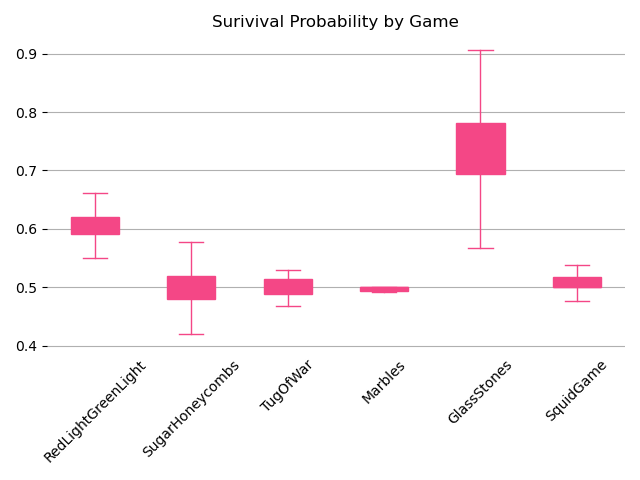 Surivival Probability by Game
0.9
0.8
0.7
0.6
0.5
0.4
RedLightGreenLight
SugarHoneycombs
TugOfWar
Marbles
GlassStones
SquidGame